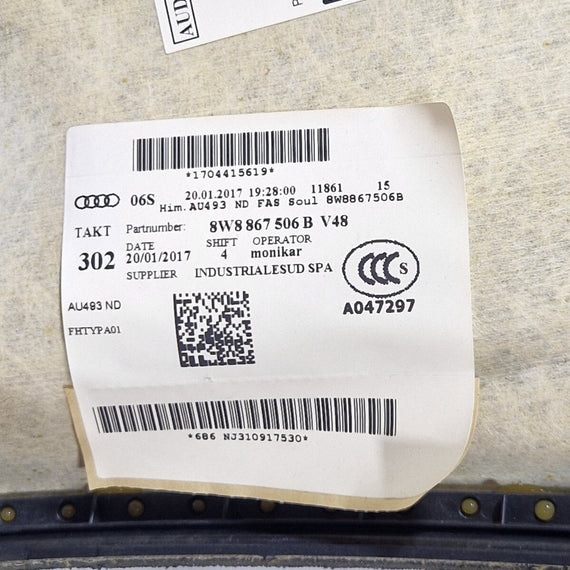 AUD
*1704415619*
06S 20.01.2017 19:28:00 11861 15
Him.AU493 ND FAS Soul 8W8867506B
TAKT Partnumber: 8W8 867 506 B V48
302 DATE SHIFT OPERATOR
20/01/2017 4 monikar
SUPPLIER INDUSTRIALESUD SPA
CCC S
A047297
AU493 ND
FHTYPA01
*686 NJ310917530*